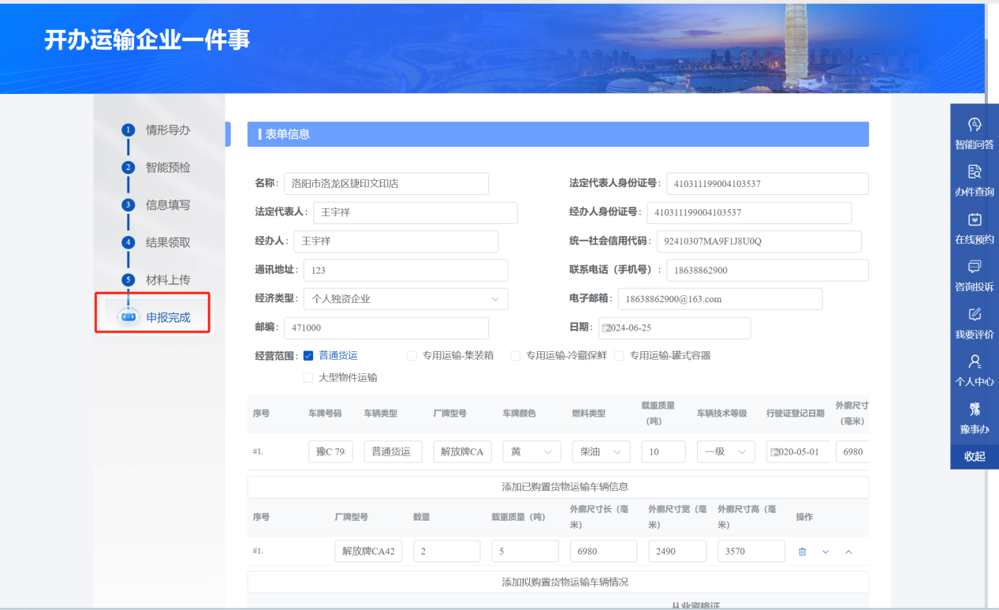 开办运输企业一件事
1 情形导办
2 智能预检
3 信息填写
4 结果领取
5 材料上传
申报完成
表单信息
名称： 洛阳市洛龙区捷印文印店 法定代表人身份证号： 410311199004103537
法定代表人： 王宇祥 经办人身份证号： 410311199004103537
经办人： 王宇祥 统一社会信用代码： 92410307MA9F1J8U0Q
通讯地址： 123 联系电话（手机号）： 18638862900
经济类型： 个人独资企业 电子邮箱： 18638862900@163.com
邮编： 471000 日期： 2024-06-25
经营范围： 普通货运 专用运输-集装箱 专用运输-冷藏保鲜 专用运输-罐式容器
大型物件运输
序号 车牌号码 车辆类型 厂牌型号 车牌颜色 燃料类型 载重质量（吨） 车辆技术等级 行驶证登记日期 外廓尺寸（毫米）
#1. 豫C 79 普通货运 解放牌CA 黄 柴油 10 一级 2020-05-01 6980
添加已购置货物运输车辆信息
序号 厂牌型号 数量 载重质量（吨） 外廓尺寸长（毫米） 外廓尺寸宽（毫米） 外廓尺寸高（毫米） 操作
#1. 解放牌CA42 2 5 6980 2490 3570
添加拟购置货物运输车辆情况
从业资格证
智能问答
办件查询
在线预约
咨询投诉
我要评价
个人中心
豫事办
收起